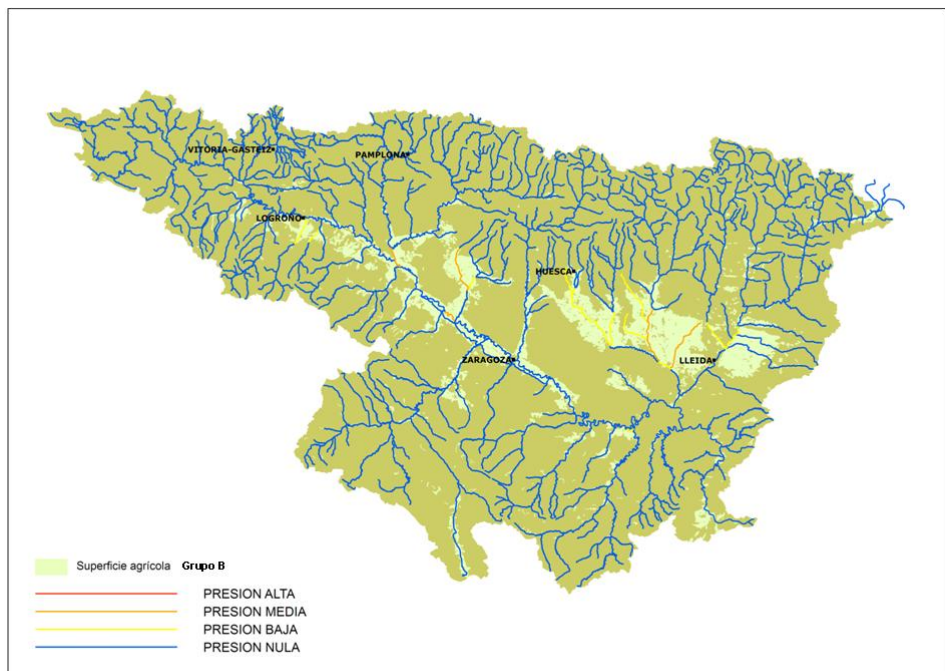 VITORIA-GASTEIZ
PAMPLONA
LOGROÑO
HUESCA
ZARAGOZA
LLEIDA
Superficie agrícola Grupo B
PRESION ALTA
PRESION MEDIA
PRESION BAJA
PRESION NULA